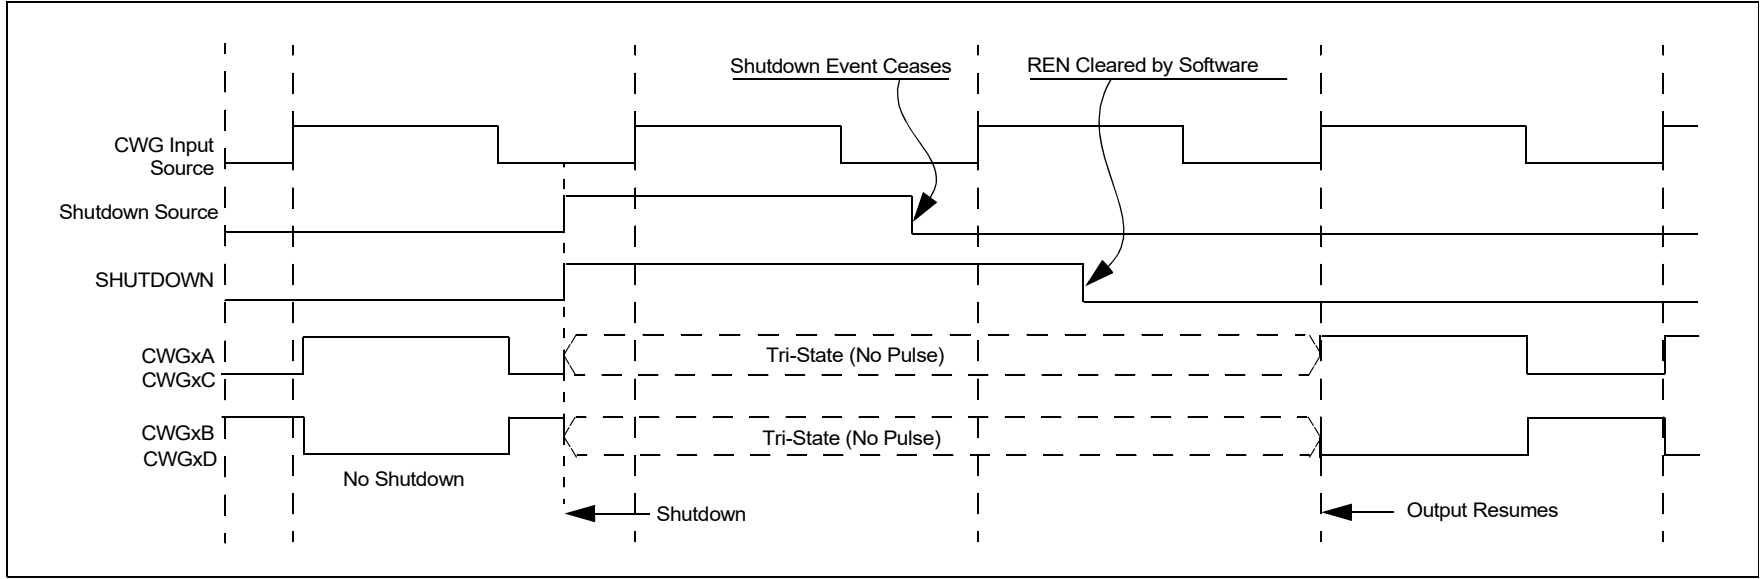 Shutdown Event Ceases
REN Cleared by Software
CWG Input
Source
Shutdown Source
SHUTDOWN
CWGxA
CWGxC
Tri-State (No Pulse)
CWGxB
CWGxD
Tri-State (No Pulse)
No Shutdown
Shutdown
Output Resumes